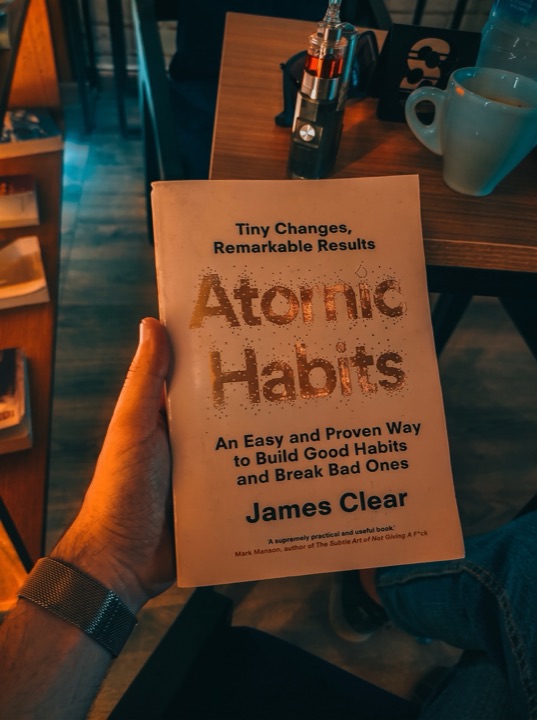 8
Tiny Changes,
Remarkable Results
Atomic
Habits
An Easy and Proven Way
to Build Good Habits
and Break Bad Ones
James Clear
'A supremely practical and useful book.'
Mark Manson, author of The Subtle Art of Not Giving A F*ck